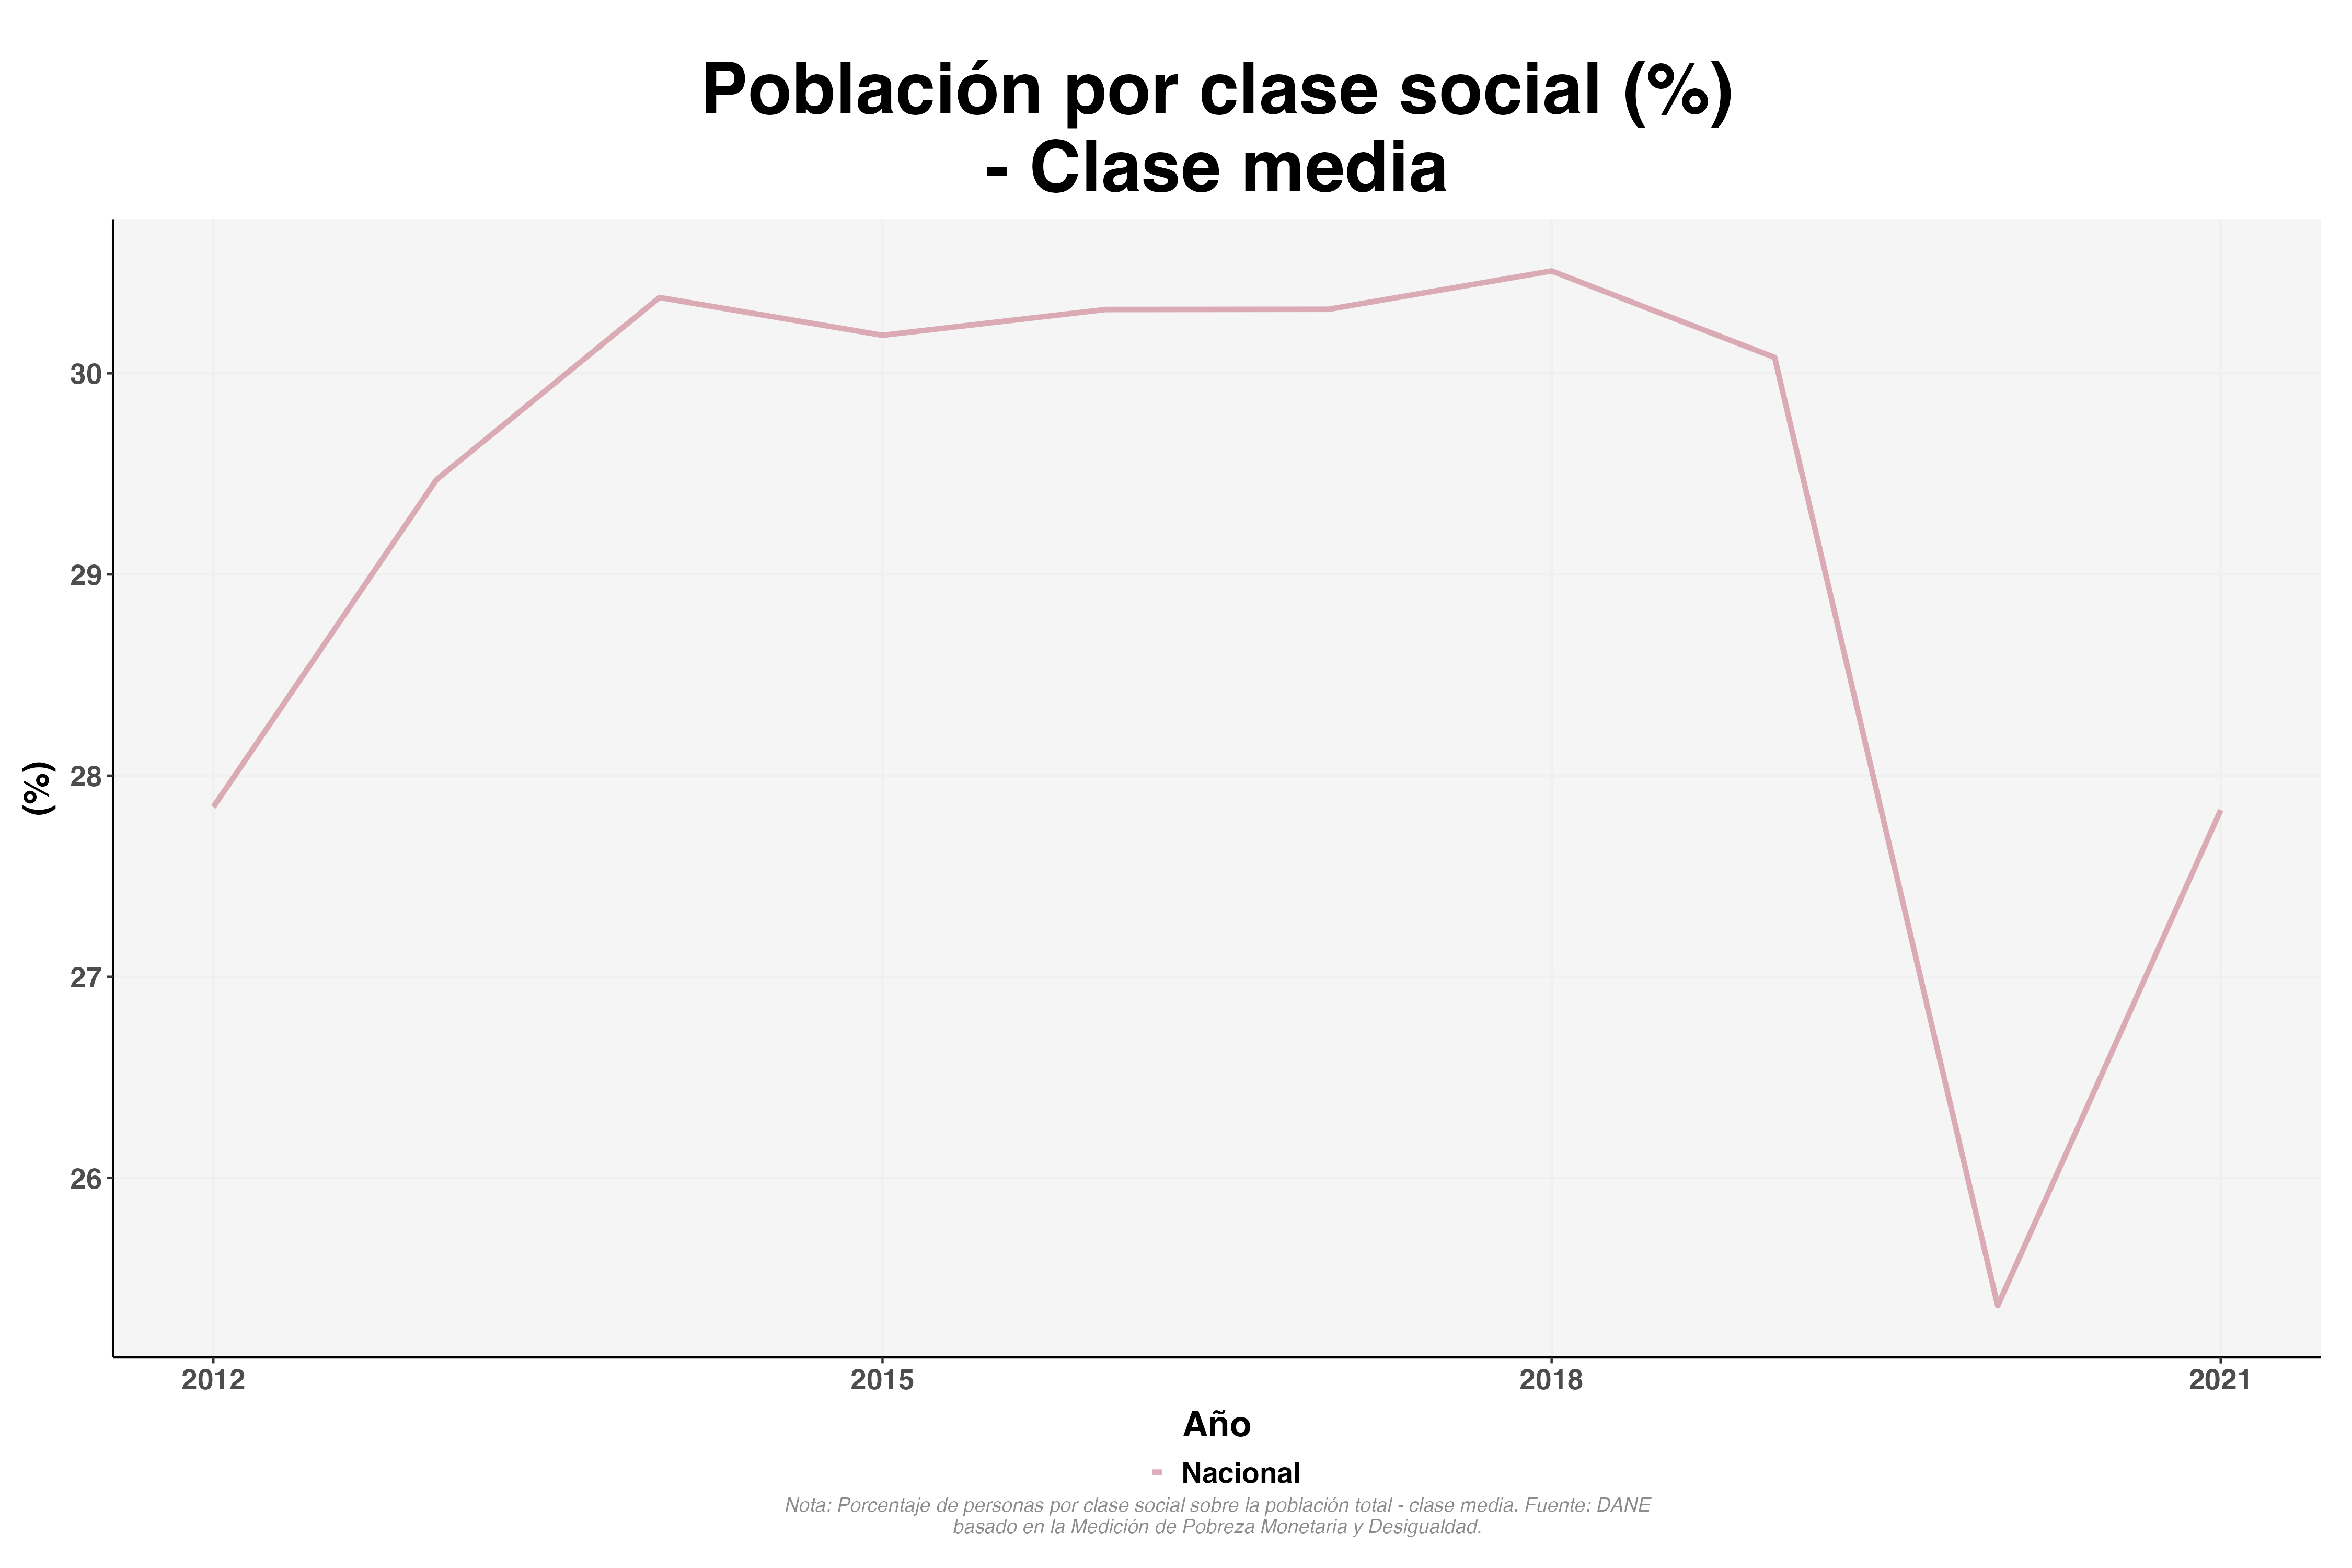 Población por clase social (%)
- Clase media
(%)
30
29
28
27
26
2012 2015 2018 2021
Año
Nacional
Nota: Porcentaje de personas por clase social sobre la población total - clase media. Fuente: DANE
basado en la Medición de Pobreza Monetaria y Desigualdad.